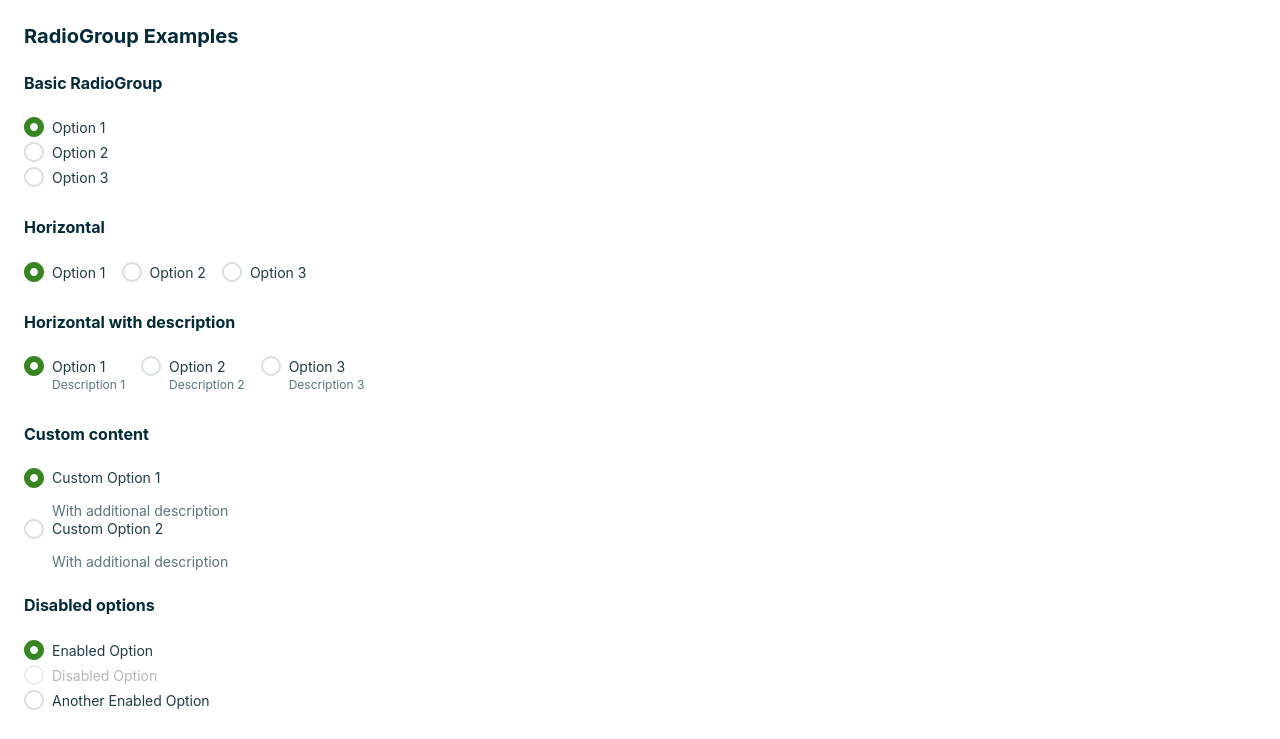 RadioGroup Examples
Basic RadioGroup
Option 1
Option 2
Option 3
Horizontal
Option 1 Option 2 Option 3
Horizontal with description
Option 1 Option 2 Option 3
Description 1 Description 2 Description 3
Custom content
Custom Option 1
With additional description
Custom Option 2
With additional description
Disabled options
Enabled Option
Disabled Option
Another Enabled Option